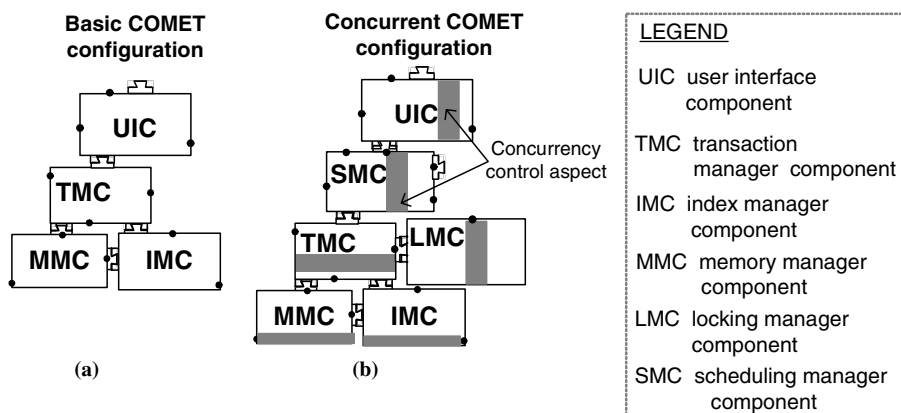 Basic COMET
configuration
UIC
TMC
MMC
IMC
(a)
Concurrent COMET
configuration
UIC
SMC
Concurrency
control aspect
TMC
LMC
MMC
IMC
(b)
LEGEND
UIC user interface
component
TMC transaction
manager component
IMC index manager
component
MMC memory manager
component
LMC locking manager
component
SMC scheduling manager
component